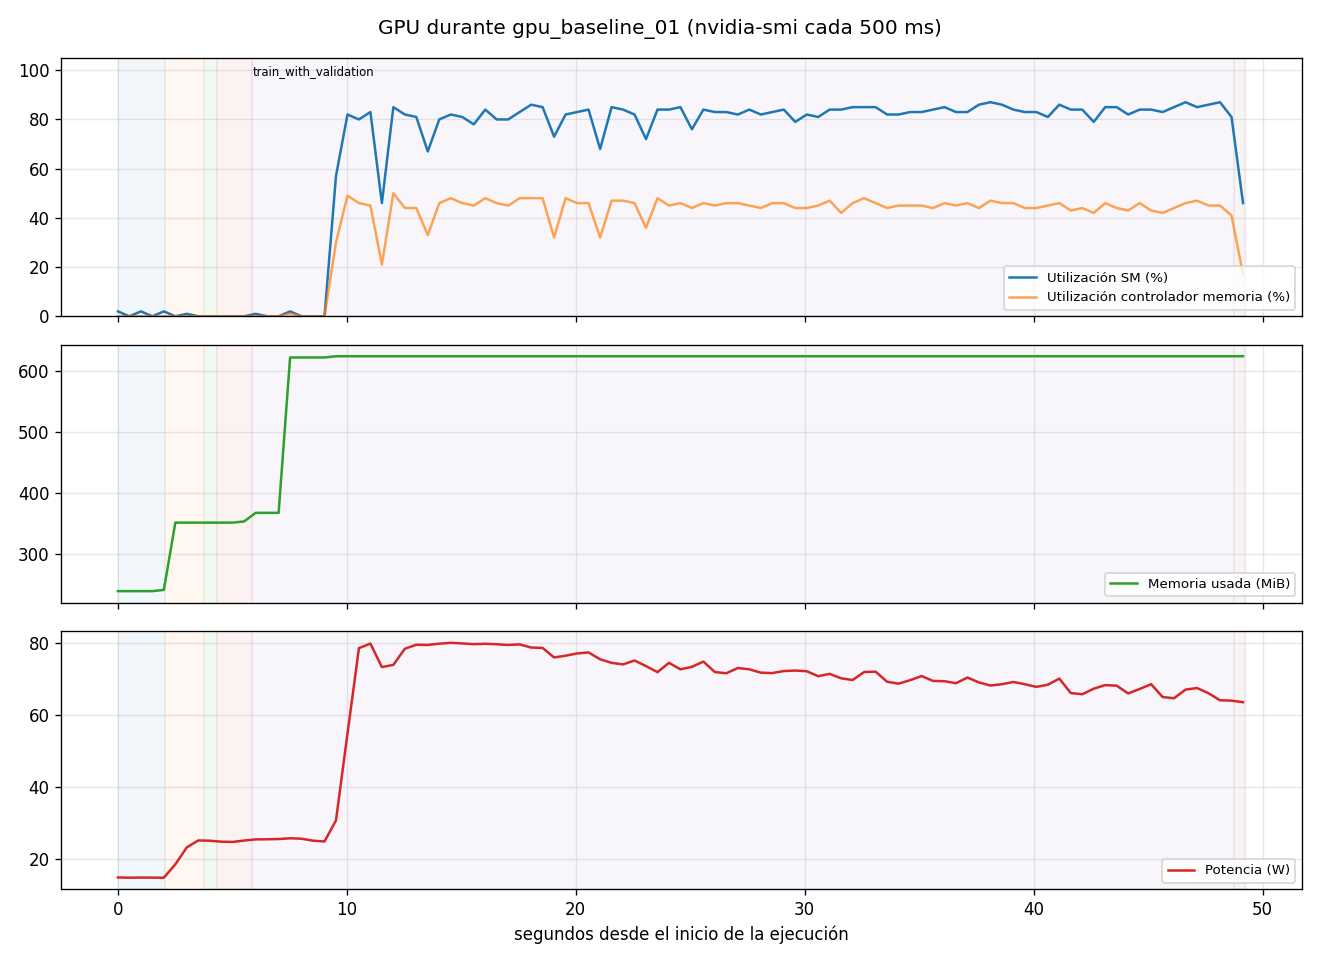 GPU durante gpu_baseline_01 (nvidia-smi cada 500 ms)
train_with_validation
100
80
60
40
20
0
Utilización SM (%)
Utilización controlador memoria (%)
600
500
400
300
Memoria usada (MiB)
80
60
40
20
Potencia (W)
0 10 20 30 40 50
segundos desde el inicio de la ejecución